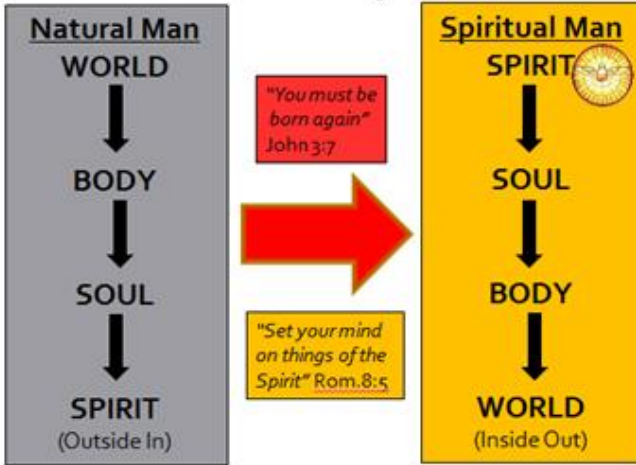 Natural Man
WORLD
BODY
SOUL
SPIRIT
(Outside In)
"You must be
born again"
John 3:7
"Set your mind
on things of the
Spirit" Rom.8:5
Spiritual Man
SPIRIT
SOUL
BODY
WORLD
(Inside Out)